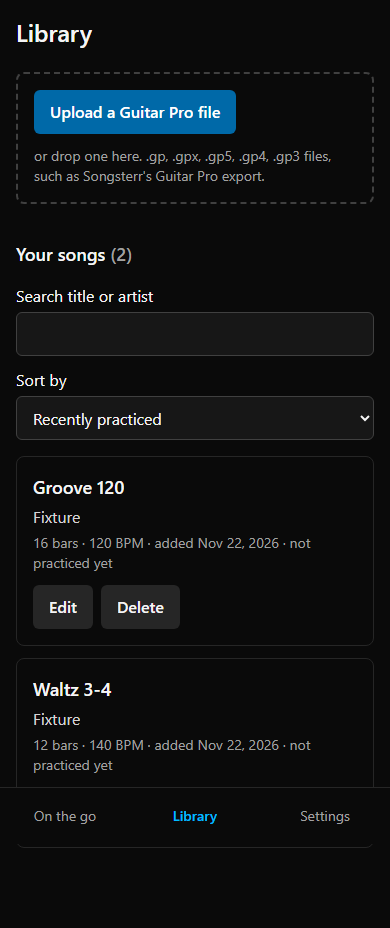 Library
Upload a Guitar Pro file
or drop one here. .gp, .gpx, .gp5, .gp4, .gp3 files,
such as Songsterr's Guitar Pro export.
Your songs (2)
Search title or artist
Sort by
Recently practiced
Groove 120
Fixture
16 bars · 120 BPM · added Nov 22, 2026 · not
practiced yet
Edit
Delete
Waltz 3-4
Fixture
12 bars · 140 BPM · added Nov 22, 2026 · not
practiced yet
On the go
Library
Settings